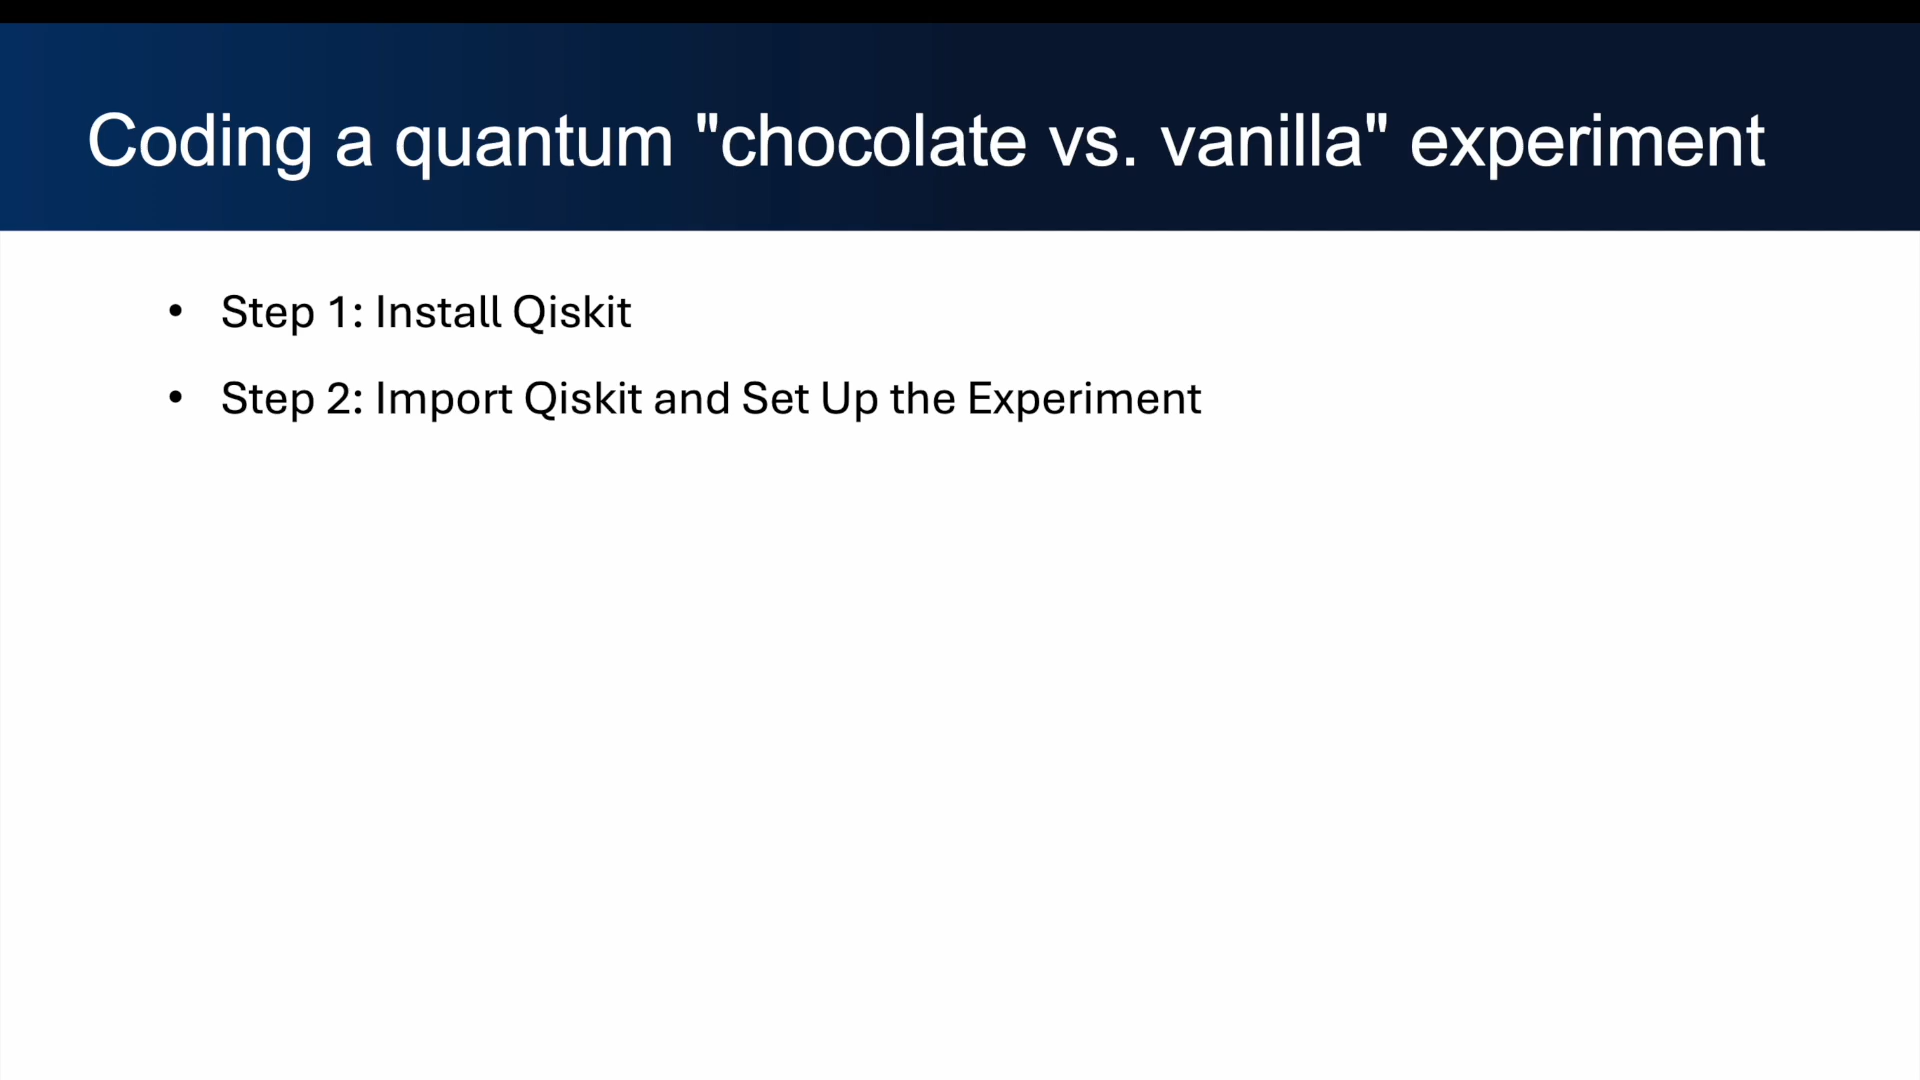 Coding a quantum "chocolate vs. vanilla" experiment
• Step 1: Install Qiskit
• Step 2: Import Qiskit and Set Up the Experiment